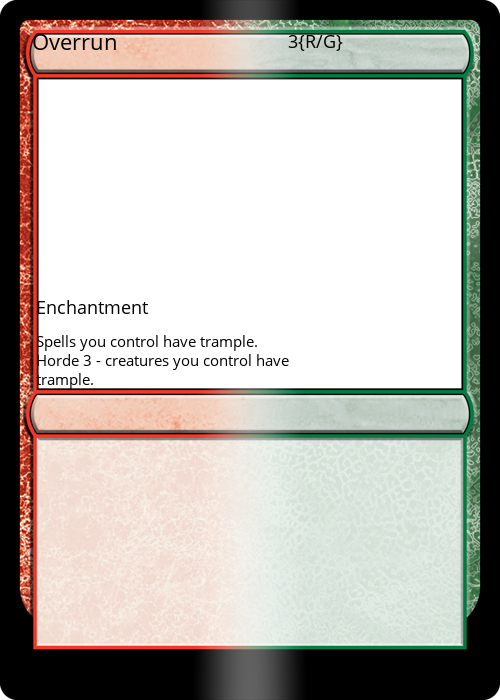 Overrun 3{R/G}
Enchantment
Spells you control have trample.
Horde 3 - creatures you control have
trample.